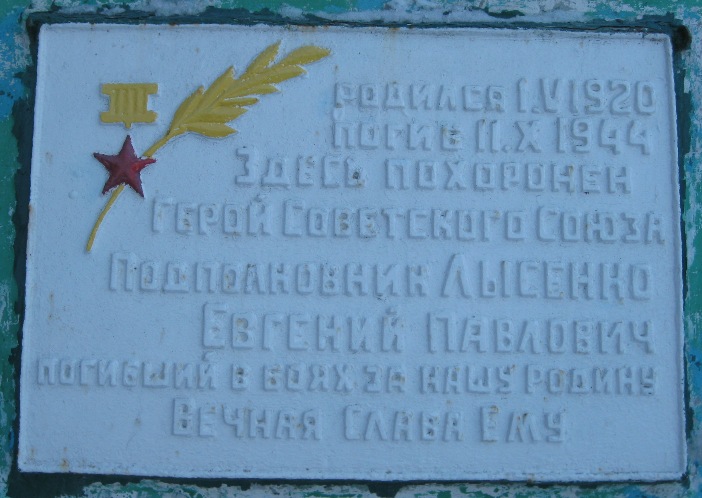 родился 1.V 1920
погиб 11.X 1944
Здесь похоронен
Герой Советского Союза
Подполковник Лысенко
Евгений Павлович
погибший в боях за нашу Родину
Вечная Слава Ему